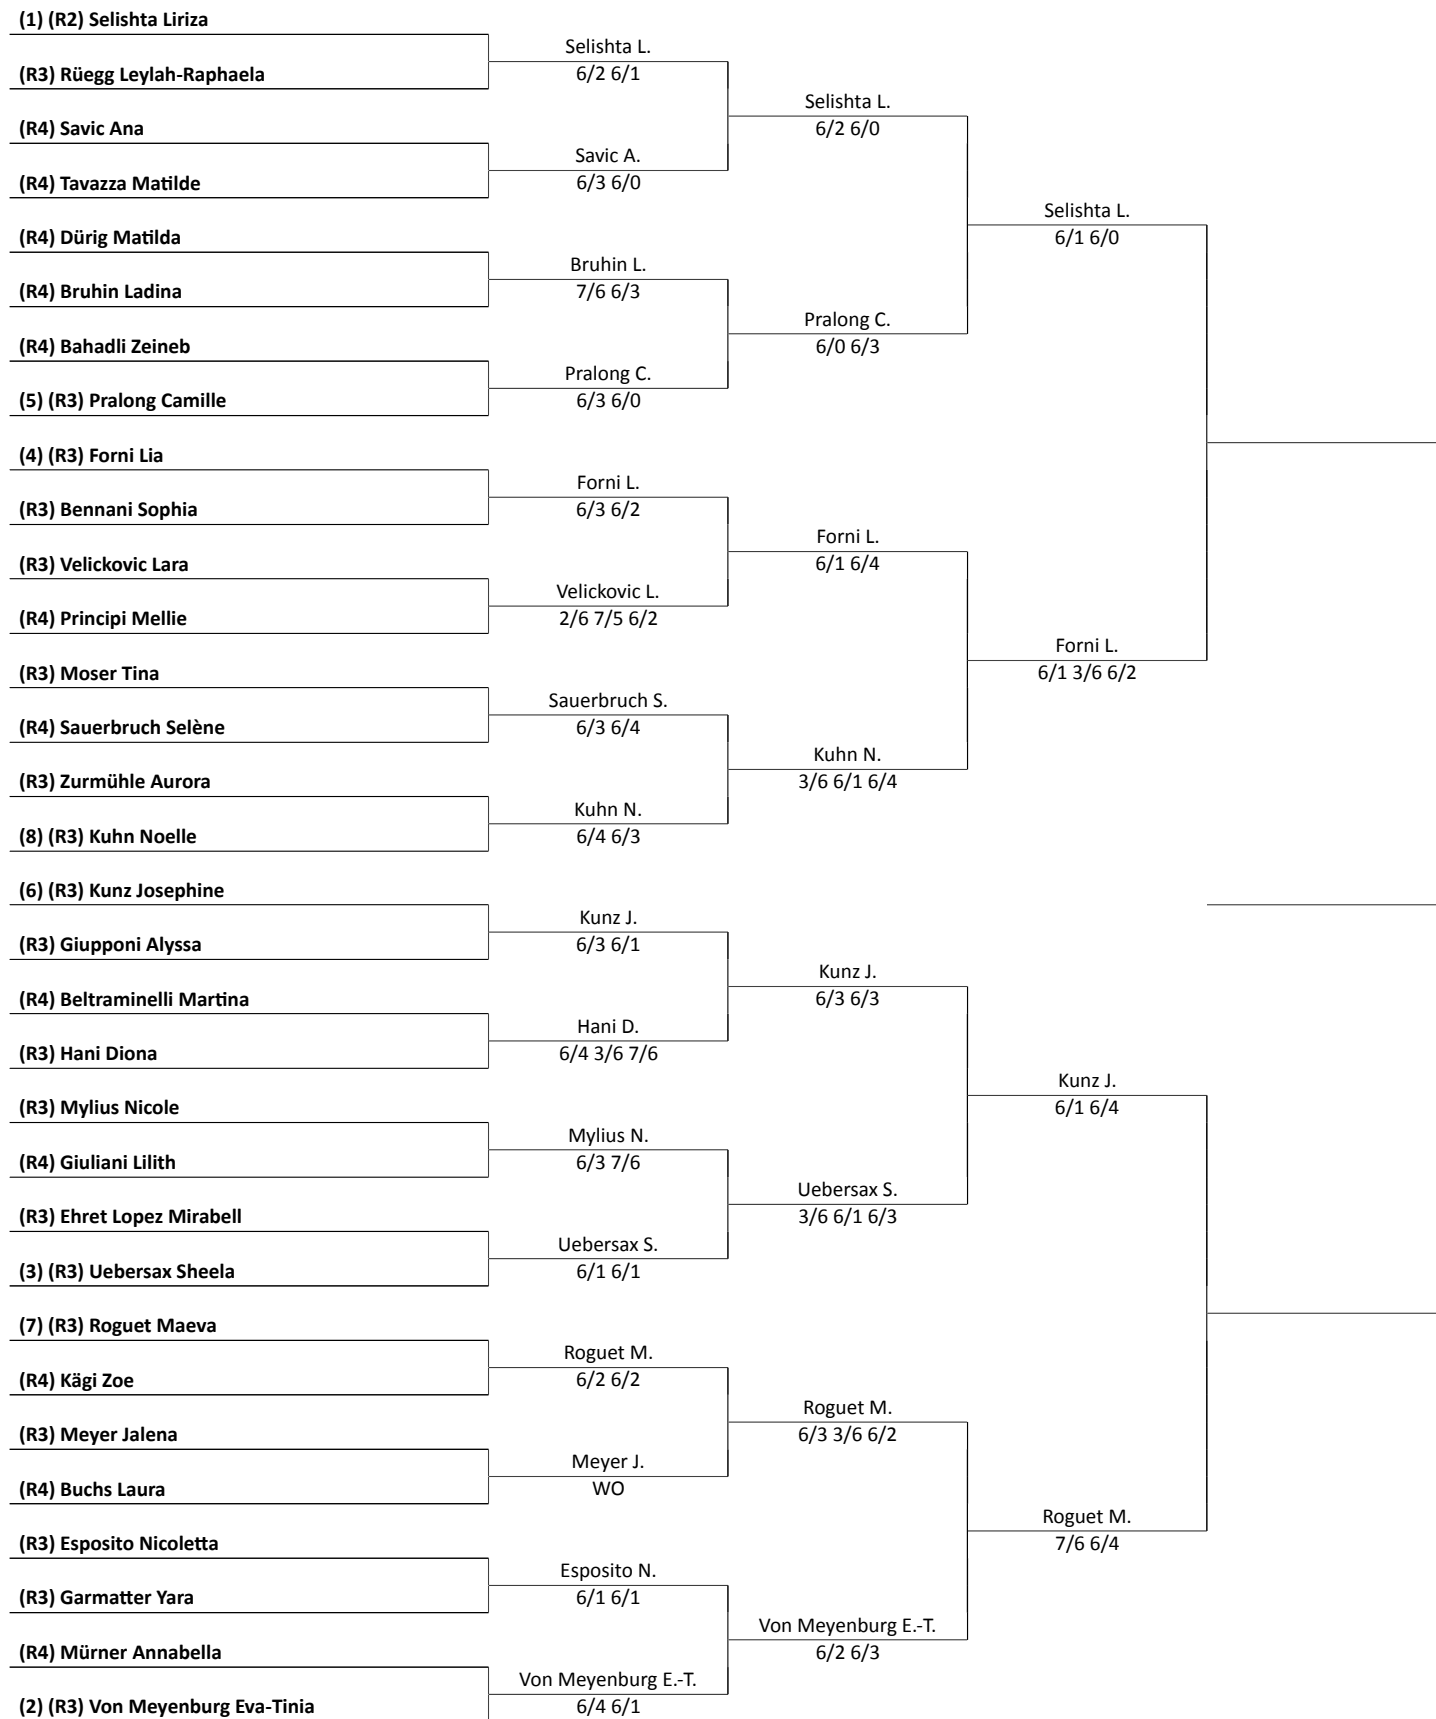 (1) (R2) Selishta Liriza
Selishta L.
(R3) Rüegg Leylah-Raphaela
6/2 6/1
Selishta L.
(R4) Savic Ana
6/2 6/0
Savic A.
(R4) Tavazza Matilde
6/3 6/0
Selishta L.
(R4) Dürig Matilda
6/1 6/0
Bruhin L.
(R4) Bruhin Ladina
7/6 6/3
Pralong C.
(R4) Bahadli Zeineb
6/0 6/3
Pralong C.
(5) (R3) Pralong Camille
6/3 6/0
(4) (R3) Forni Lia
Forni L.
(R3) Bennani Sophia
6/3 6/2
Forni L.
(R3) Velickovic Lara
6/1 6/4
Velickovic L.
(R4) Principi Mellie
2/6 7/5 6/2
Forni L.
(R3) Moser Tina
6/1 3/6 6/2
Sauerbruch S.
(R4) Sauerbruch Selène
6/3 6/4
Kuhn N.
(R3) Zurmühle Aurora
3/6 6/1 6/4
Kuhn N.
(8) (R3) Kuhn Noelle
6/4 6/3
(6) (R3) Kunz Josephine
Kunz J.
(R3) Giupponi Alyssa
6/3 6/1
Kunz J.
(R4) Beltraminelli Martina
6/3 6/3
Hani D.
(R3) Hani Diona
6/4 3/6 7/6
Kunz J.
(R3) Mylius Nicole
6/1 6/4
Mylius N.
(R4) Giuliani Lilith
6/3 7/6
Uebersax S.
(R3) Ehret Lopez Mirabell
3/6 6/1 6/3
Uebersax S.
(3) (R3) Uebersax Sheela
6/1 6/1
(7) (R3) Roguet Maeva
Roguet M.
(R4) Kägi Zoe
6/2 6/2
Roguet M.
(R3) Meyer Jalena
6/3 3/6 6/2
Meyer J.
(R4) Buchs Laura
WO
Roguet M.
(R3) Esposito Nicoletta
7/6 6/4
Esposito N.
(R3) Garmatter Yara
6/1 6/1
Von Meyenburg E.-T.
(R4) Mürner Annabella
6/2 6/3
Von Meyenburg E.-T.
(2) (R3) Von Meyenburg Eva-Tinia
6/4 6/1